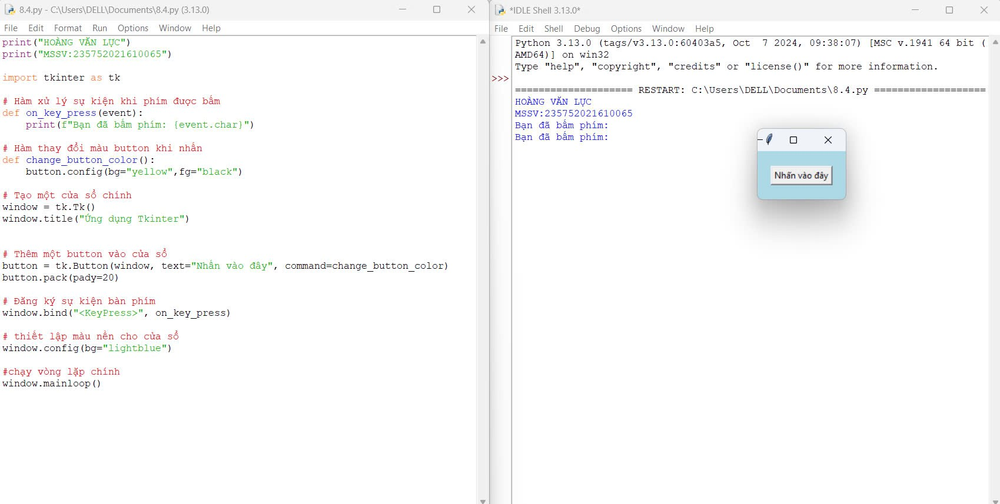 8.4.py - C:\Users\DELL\Documents\8.4.py (3.13.0)
File Edit Format Run Options Window Help
print("HOÀNG VĂN LỰC")
print("MSSV:235752021610065")
import tkinter as tk
# Hàm xử lý sự kiện khi phím được bấm
def on_key_press(event):
    print(f"Bạn đã bấm phím: {event.char}")
# Hàm thay đổi màu button khi nhấn
def change_button_color():
    button.config(bg="yellow",fg="black")
# Tạo một cửa sổ chính
window = tk.Tk()
window.title("Ứng dụng Tkinter")
# Thêm một button vào cửa sổ
button = tk.Button(window, text="Nhấn vào đây", command=change_button_color)
button.pack(pady=20)
# Đăng ký sự kiện bàn phím
window.bind("<KeyPress>", on_key_press)
# thiết lập màu nền cho cửa sổ
window.config(bg="lightblue")
#chạy vòng lặp chính
window.mainloop()
*IDLE Shell 3.13.0*
File Edit Shell Debug Options Window Help
Python 3.13.0 (tags/v3.13.0:60403a5, Oct  7 2024, 09:38:07) [MSC v.1941 64 bit (
AMD64)] on win32
Type "help", "copyright", "credits" or "license()" for more information.
>>>
==================== RESTART: C:\Users\DELL\Documents\8.4.py ===================
HOÀNG VĂN LỰC
MSSV:235752021610065
Bạn đã bấm phím:
Bạn đã bấm phím:
Nhấn vào đây